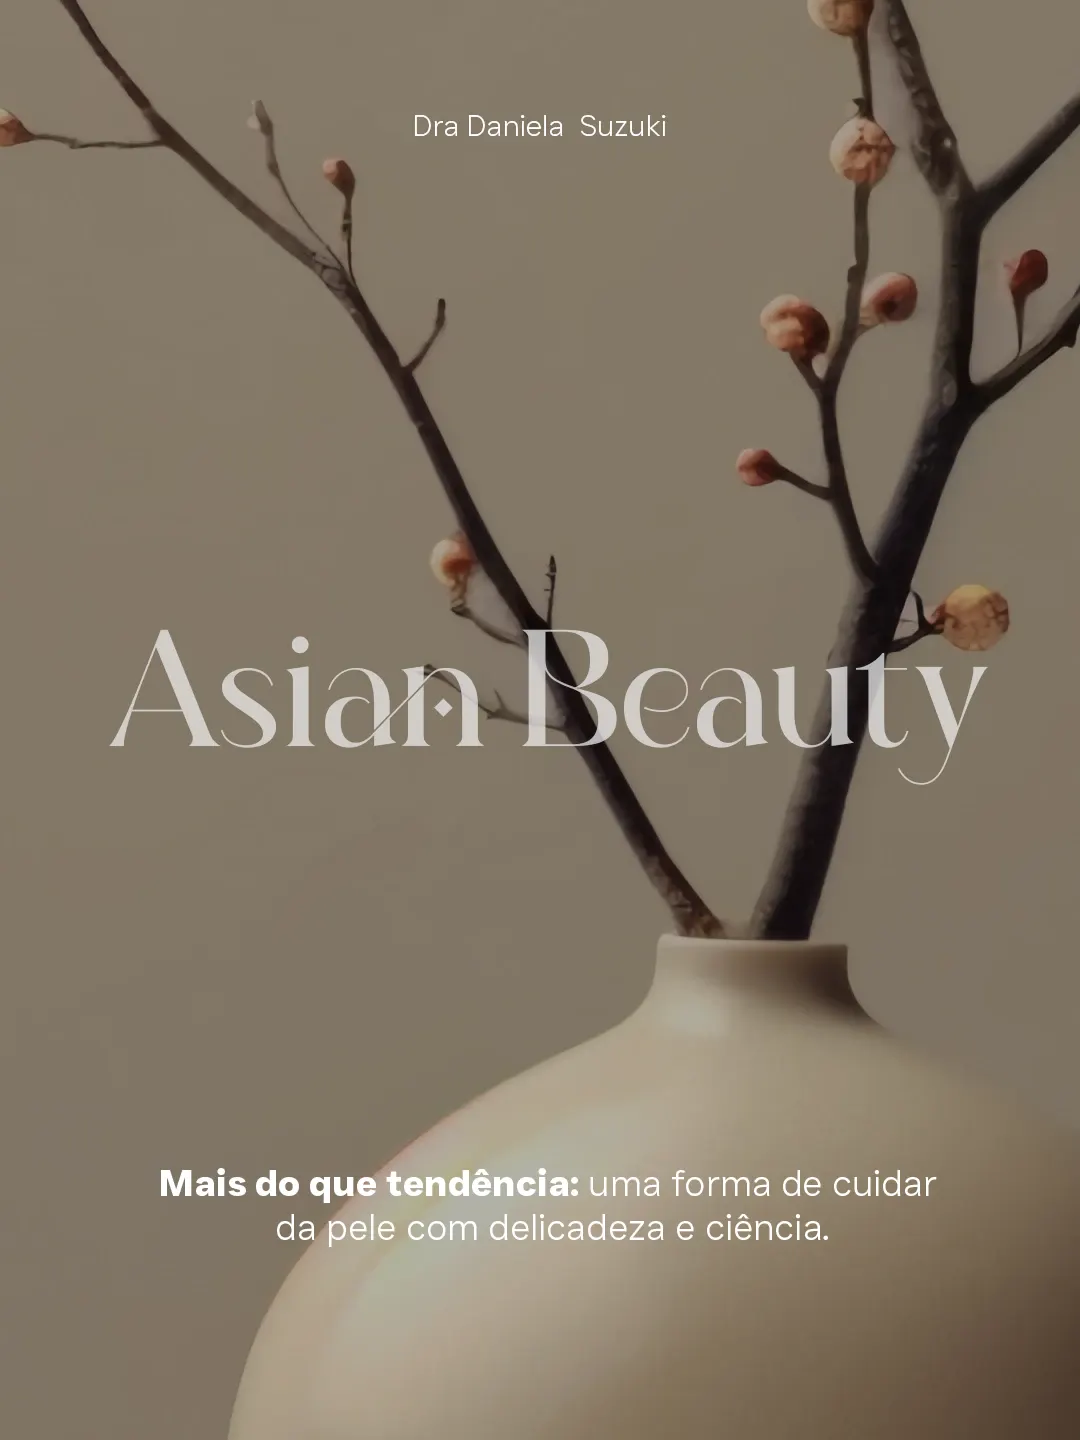 Dra Daniela  Suzuki
Asian Beauty
Mais do que tendência: uma forma de cuidar
da pele com delicadeza e ciência.